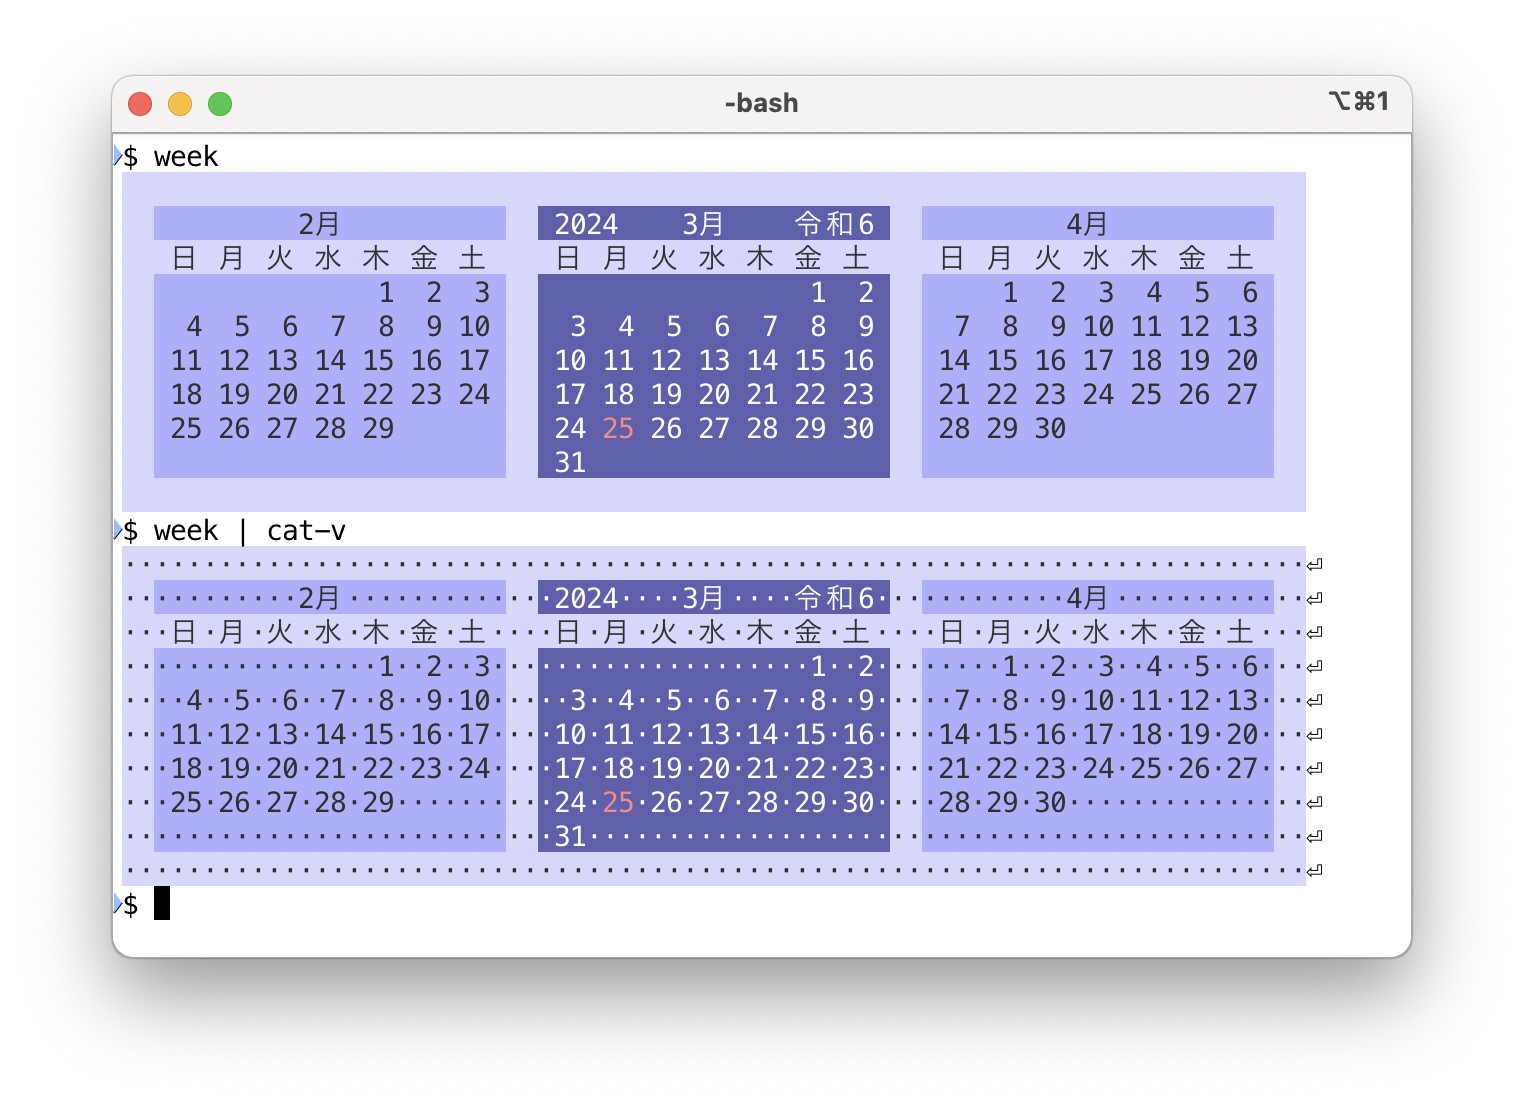 -bash ⌥⌘1
$ week
2月 2024 3月 令和6 4月
日 月 火 水 木 金 土 日 月 火 水 木 金 土 日 月 火 水 木 金 土
1 2 3 1 2 1 2 3 4 5 6
4 5 6 7 8 9 10 3 4 5 6 7 8 9 7 8 9 10 11 12 13
11 12 13 14 15 16 17 10 11 12 13 14 15 16 14 15 16 17 18 19 20
18 19 20 21 22 23 24 17 18 19 20 21 22 23 21 22 23 24 25 26 27
25 26 27 28 29 24 25 26 27 28 29 30 28 29 30
31
$ week | cat-v
··········································································⏎
············2月·············2024····3月····令和6············4月············⏎
···日·月·火·水·木·金·土····日·月·火·水·木·金·土····日·月·火·水·木·金·土···⏎
················1··2··3····················1··2········1··2··3··4··5··6···⏎
····4··5··6··7··8··9·10·····3··4··5··6··7··8··9·····7··8··9·10·11·12·13···⏎
···11·12·13·14·15·16·17····10·11·12·13·14·15·16····14·15·16·17·18·19·20···⏎
···18·19·20·21·22·23·24····17·18·19·20·21·22·23····21·22·23·24·25·26·27···⏎
···25·26·27·28·29··········24·25·26·27·28·29·30····28·29·30···············⏎
···························31·············································⏎
··········································································⏎
$